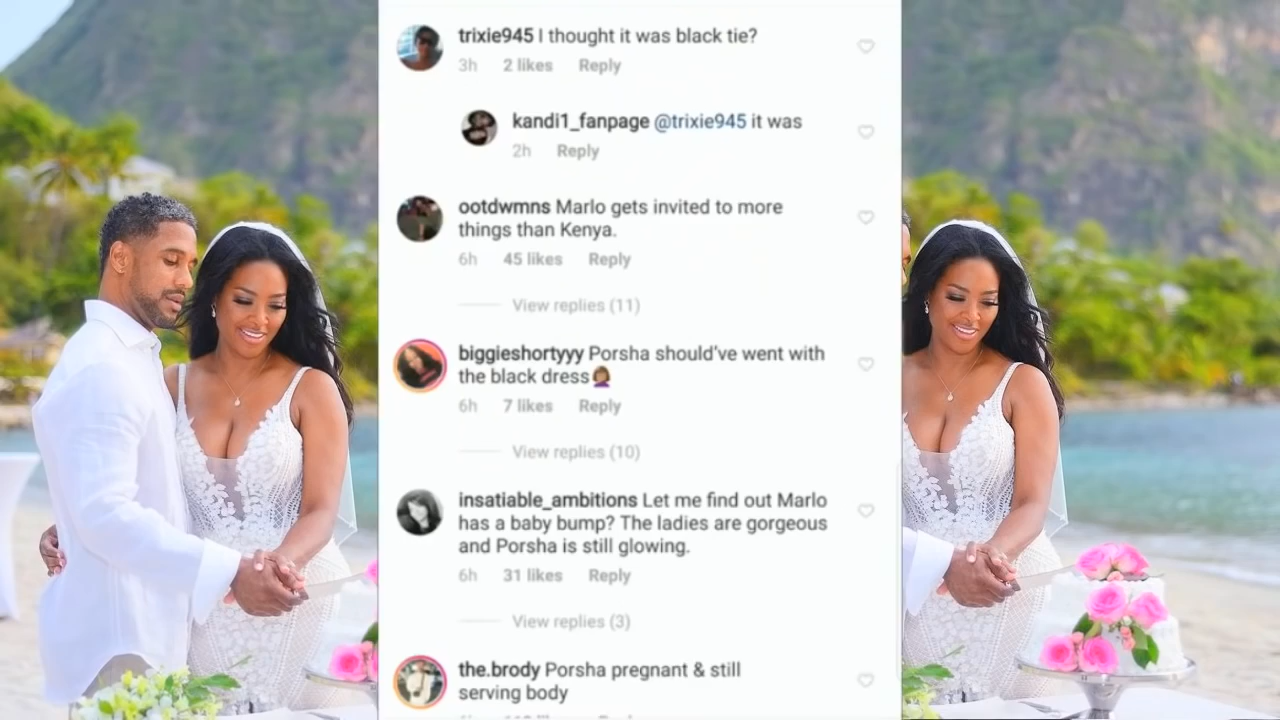 trixie945 I thought it was black tie?
3h 2 likes Reply
kandi1_fanpage @trixie945 it was
2h Reply
ootdwmns Marlo gets invited to more
things than Kenya.
6h 45 likes Reply
View replies (11)
biggieshortyyy Porsha should've went with
the black dress🤦🏽‍♀️
6h 7 likes Reply
View replies (10)
insatiable_ambitions Let me find out Marlo
has a baby bump? The ladies are gorgeous
and Porsha is still glowing.
6h 31 likes Reply
View replies (3)
the.brody Porsha pregnant & still
serving body